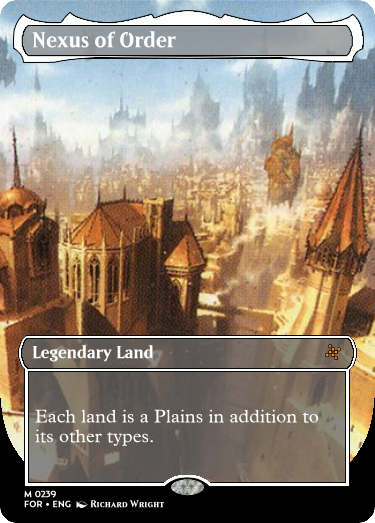 Nexus of Order
Legendary Land
Each land is a Plains in addition to
its other types.
M 0239
FOR • ENG Richard Wright